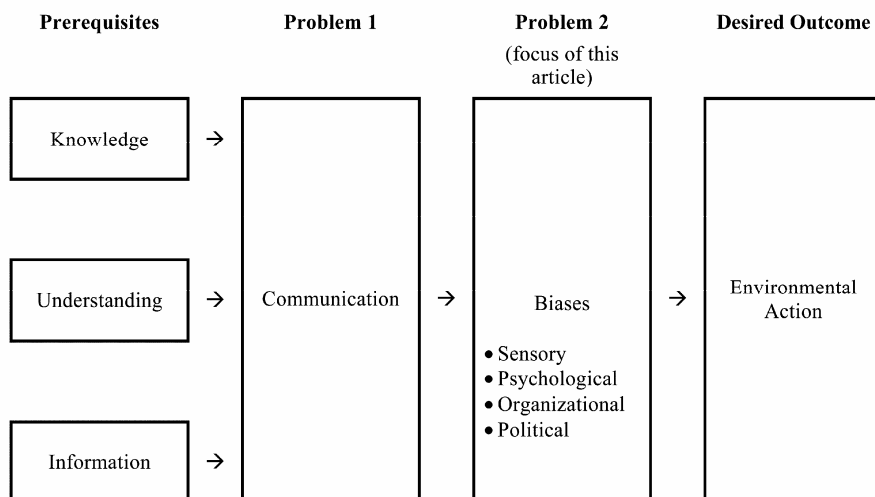 Prerequisites
Problem 1
Problem 2
(focus of this
article)
Desired Outcome
Knowledge
→
Understanding
→
Information
→
Communication
→
Biases
• Sensory
• Psychological
• Organizational
• Political
→
Environmental
Action